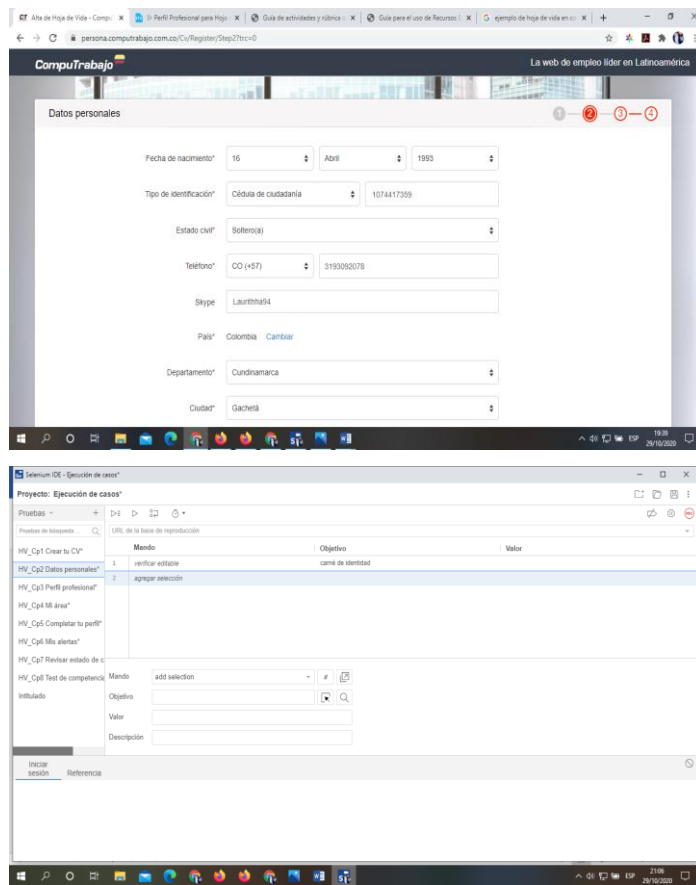 Alta de Hoja de Vida - Compu
Perfil Profesional para Hoja
Guía de actividades y rúbrica
Guía para el uso de Recursos
ejemplo de hoja de vida en co
persona.computrabajo.com.co/Cv/Register/Step2?trc=0
CompuTrabajo
La web de empleo líder en Latinoamérica
Datos personales
1 2 3 4
Fecha de nacimiento* 16 Abril 1993
Tipo de identificación* Cédula de ciudadanía 1074417359
Estado civil* Soltero(a)
Teléfono* CO (+57) 3193092078
Skype Laurithha94
País* Colombia Cambiar
Departamento* Cundinamarca
Ciudad* Gachetá
ESP
19:39
29/10/2020
Selenium IDE - Ejecución de casos*
Proyecto: Ejecución de casos*
Pruebas
Pruebas de búsqueda ...
URL de la base de reproducción
Mando Objetivo Valor
1 verificar editable carné de identidad
2 agregar selección
HV_Cp1 Crear tu CV*
HV_Cp2 Datos personales*
HV_Cp3 Perfil profesional*
HV_Cp4 Mi área*
HV_Cp5 Completar tu perfil*
HV_Cp6 Mis alertas*
HV_Cp7 Revisar estado de c
HV_Cp8 Test de competencia
Intitulado
Mando add selection //
Objetivo
Valor
Descripción
Iniciar sesión
Referencia
ESP
21:06
29/10/2020